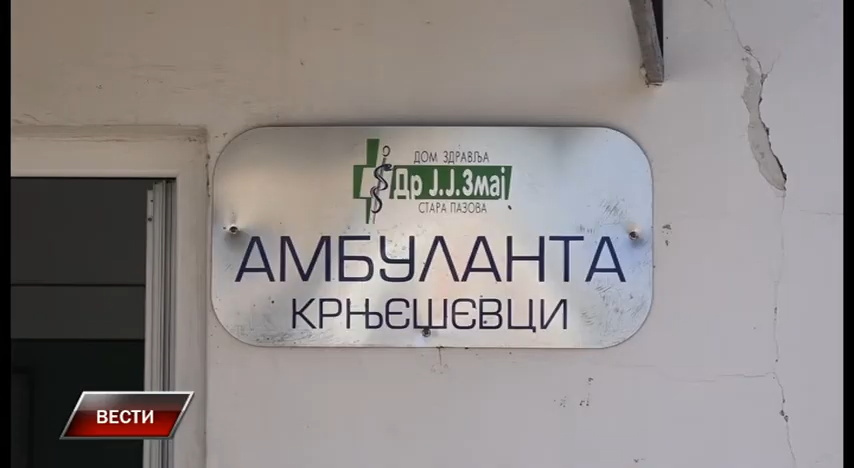 ДОМ ЗДРАВЉА
Др Ј.Ј.Змај
СТАРА ПАЗОВА
АМБУЛАНТА
КРЊЕШЕВЦИ
ВЕСТИ